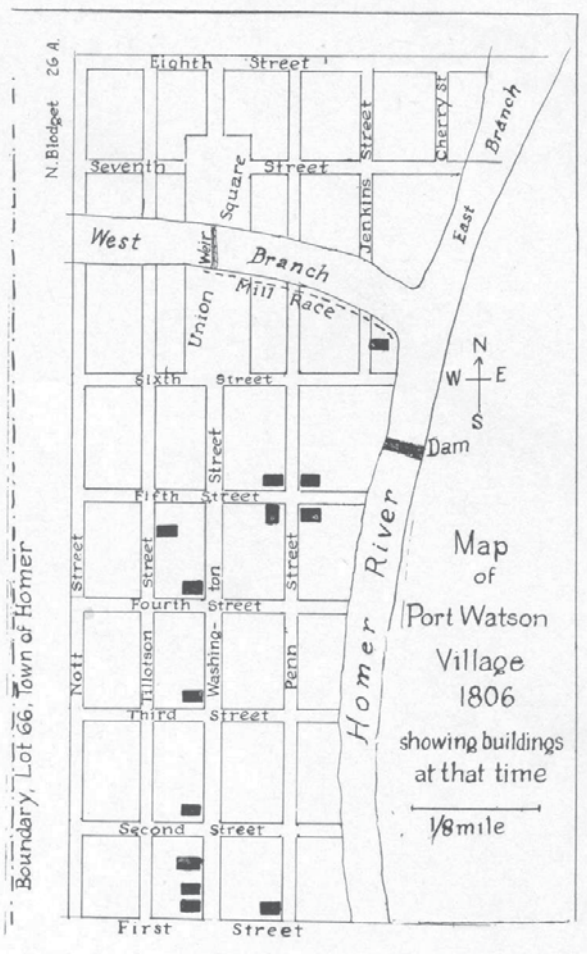 N. Blodget 26 A.
Eighth Street
Cherry St
Jenkins Street
East Branch
Seventh Street
Union Square
West Branch
Weir
Mill Race
N
W E
S
Sixth Street
Dam
Fifth Street
Fourth Street
Nott Street
Tillotson Street
Washing- ton Street
Penn Street
Homer River
Third Street
Second Street
First Street
Boundary, Lot 66, Town of Homer
Map
of
Port Watson
Village
1806
showing buildings
at that time
1/8 mile